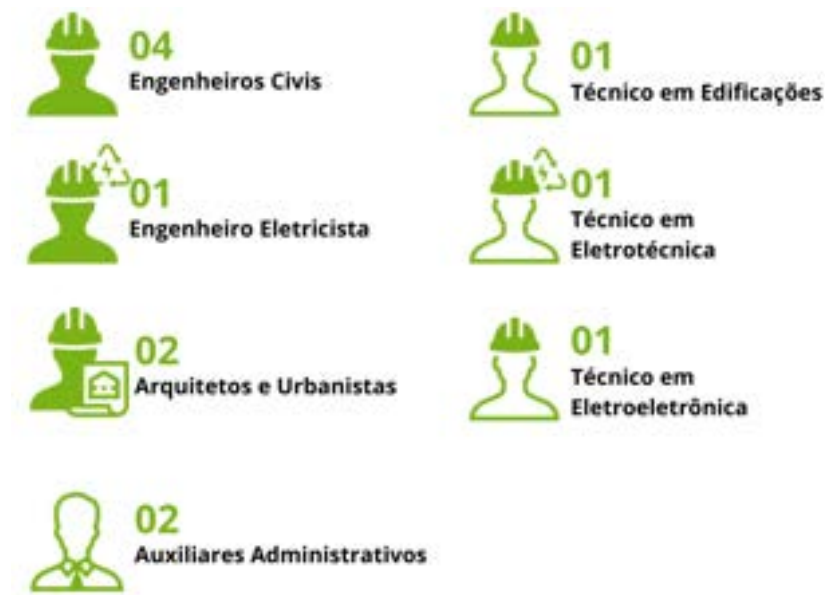 04
Engenheiros Civis
01
Técnico em Edificações
01
Engenheiro Eletricista
01
Técnico em
Eletrotécnica
02
Arquitetos e Urbanistas
01
Técnico em
Eletroeletrônica
02
Auxiliares Administrativos